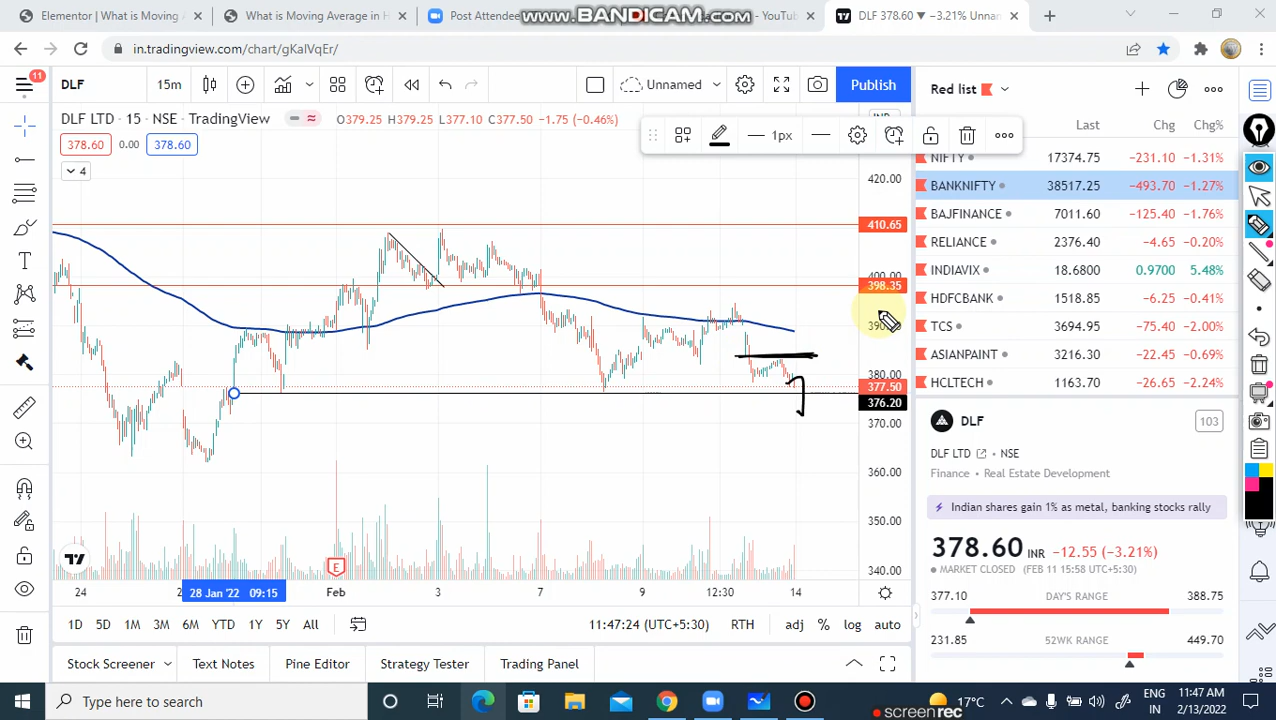 Elementor | What is Moving A
What is Moving Average? H
Post Attendee
YouTu
DLF 378.60 ▼ −3.21% Unnan
www.BANDICAM.com
in.tradingview.com/chart/gKalVqEr/
11
DLF
15m
Unnamed
Publish
Red list
DLF LTD · 15 · NSE · TradingView
O379.25 H379.25 L377.10 C377.50 −1.75 (−0.46%)
INR
378.60
0.00
378.60
1px
4
Last
Chg
Chg%
NIFTY
17374.75
−231.10
−1.31%
BANKNIFTY
38517.25
−493.70
−1.27%
BAJFINANCE
7011.60
−125.40
−1.76%
RELIANCE
2376.40
−4.65
−0.20%
INDIAVIX
18.6800
0.9700
5.48%
HDFCBANK
1518.85
−6.25
−0.41%
TCS
3694.95
−75.40
−2.00%
ASIANPAINT
3216.30
−22.45
−0.69%
HCLTECH
1163.70
−26.65
−2.24%
420.00
410.65
400.00
398.35
390.00
380.00
377.50
376.20
370.00
360.00
350.00
340.00
E
24
28 Jan '22 09:15
Feb
3
7
9
12:30
14
1D
5D
1M
3M
6M
YTD
1Y
5Y
All
11:47:24 (UTC+5:30)
RTH
adj
%
log
auto
Stock Screener
Text Notes
Pine Editor
Strategy Tester
Trading Panel
DLF
103
DLF LTD
NSE
Finance • Real Estate Development
Indian shares gain 1% as metal, banking stocks rally
378.60 INR −12.55 (−3.21%)
MARKET CLOSED (FEB 11 15:58 UTC+5:30)
377.10
DAY'S RANGE
388.75
231.85
52WK RANGE
449.70
Type here to search
17°C
ENG
IN
11:47 AM
2/13/2022
screenrec